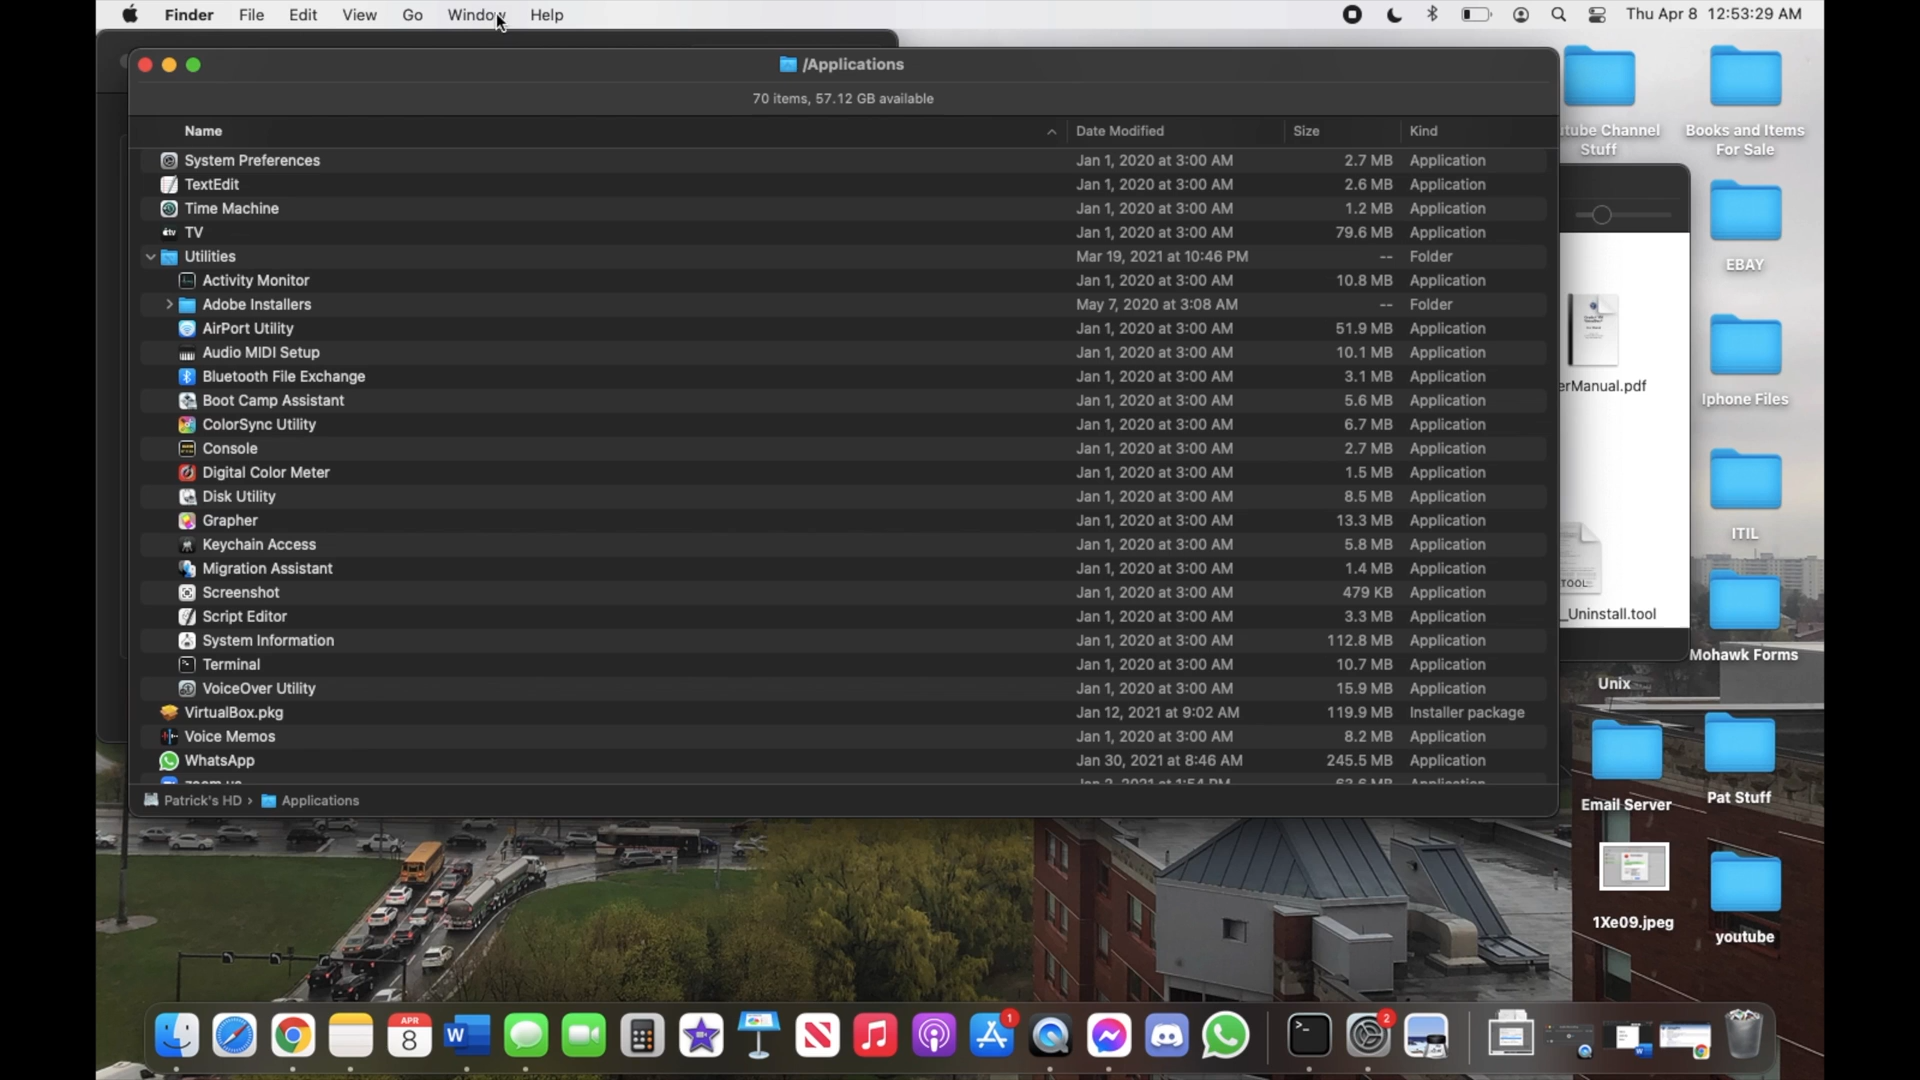 Finder File Edit View Go Window Help Thu Apr 8 12:53:29 AM
/Applications
70 items, 57.12 GB available
Name Date Modified Size Kind
System Preferences Jan 1, 2020 at 3:00 AM 2.7 MB Application
TextEdit Jan 1, 2020 at 3:00 AM 2.6 MB Application
Time Machine Jan 1, 2020 at 3:00 AM 1.2 MB Application
TV Jan 1, 2020 at 3:00 AM 79.6 MB Application
Utilities Mar 19, 2021 at 10:46 PM -- Folder
Activity Monitor Jan 1, 2020 at 3:00 AM 10.8 MB Application
Adobe Installers May 7, 2020 at 3:08 AM -- Folder
AirPort Utility Jan 1, 2020 at 3:00 AM 51.9 MB Application
Audio MIDI Setup Jan 1, 2020 at 3:00 AM 10.1 MB Application
Bluetooth File Exchange Jan 1, 2020 at 3:00 AM 3.1 MB Application
Boot Camp Assistant Jan 1, 2020 at 3:00 AM 5.6 MB Application
ColorSync Utility Jan 1, 2020 at 3:00 AM 6.7 MB Application
Console Jan 1, 2020 at 3:00 AM 2.7 MB Application
Digital Color Meter Jan 1, 2020 at 3:00 AM 1.5 MB Application
Disk Utility Jan 1, 2020 at 3:00 AM 8.5 MB Application
Grapher Jan 1, 2020 at 3:00 AM 13.3 MB Application
Keychain Access Jan 1, 2020 at 3:00 AM 5.8 MB Application
Migration Assistant Jan 1, 2020 at 3:00 AM 1.4 MB Application
Screenshot Jan 1, 2020 at 3:00 AM 479 KB Application
Script Editor Jan 1, 2020 at 3:00 AM 3.3 MB Application
System Information Jan 1, 2020 at 3:00 AM 112.8 MB Application
Terminal Jan 1, 2020 at 3:00 AM 10.7 MB Application
VoiceOver Utility Jan 1, 2020 at 3:00 AM 15.9 MB Application
VirtualBox.pkg Jan 12, 2021 at 9:02 AM 119.9 MB Installer package
Voice Memos Jan 1, 2020 at 3:00 AM 8.2 MB Application
WhatsApp Jan 30, 2021 at 8:46 AM 245.5 MB Application
Patrick's HD › Applications
tube Channel
Stuff
Books and Items
For Sale
EBAY
erManual.pdf
Iphone Files
ITIL
TOOL
_Uninstall.tool
Mohawk Forms
Unix
Email Server
Pat Stuff
1Xe09.jpeg
youtube
APR
8
W
1
2
tv